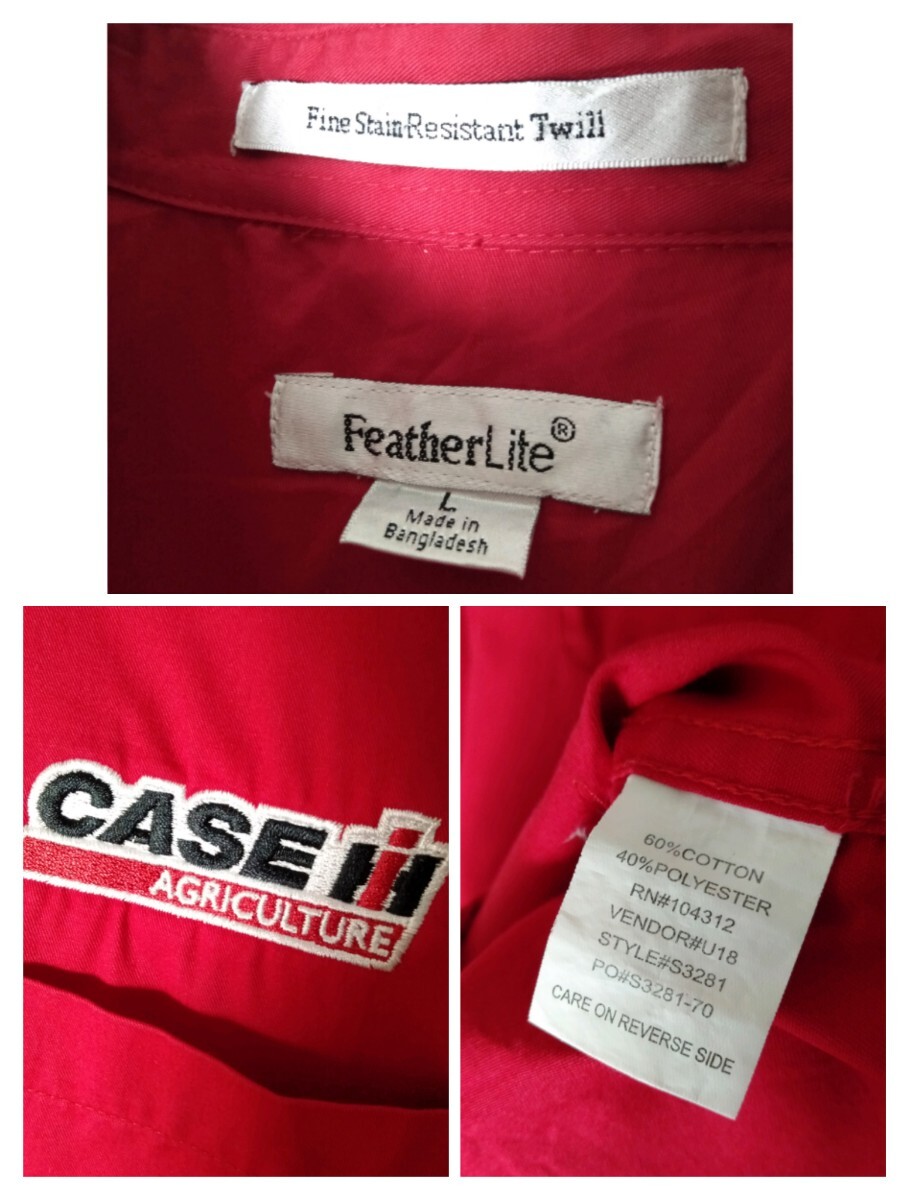 Fine Stain-Resistant Twill
FeatherLite®
L
Made in
Bangladesh
CASE IH
AGRICULTURE
60%COTTON
40%POLYESTER
RN#104312
VENDOR#U18
STYLE#S3281
PO#S3281-70
CARE ON REVERSE SIDE